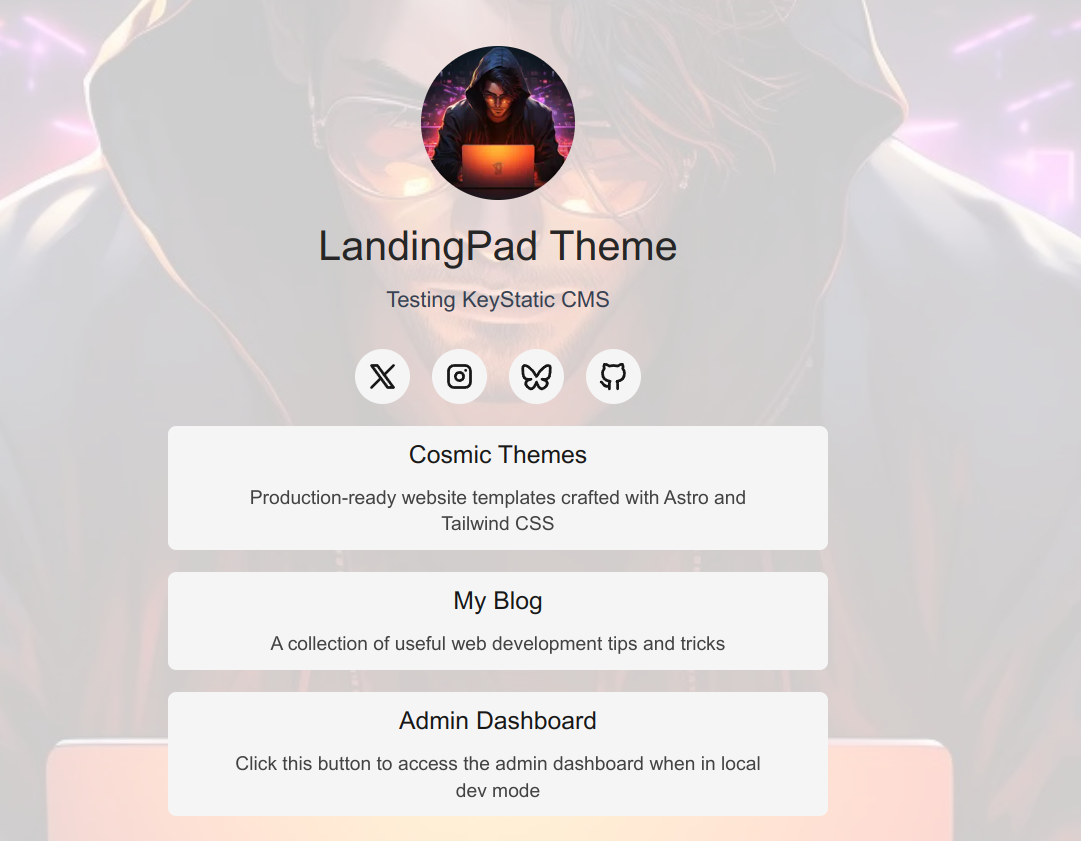 LandingPad Theme
Testing KeyStatic CMS
Cosmic Themes
Production-ready website templates crafted with Astro and
Tailwind CSS
My Blog
A collection of useful web development tips and tricks
Admin Dashboard
Click this button to access the admin dashboard when in local
dev mode